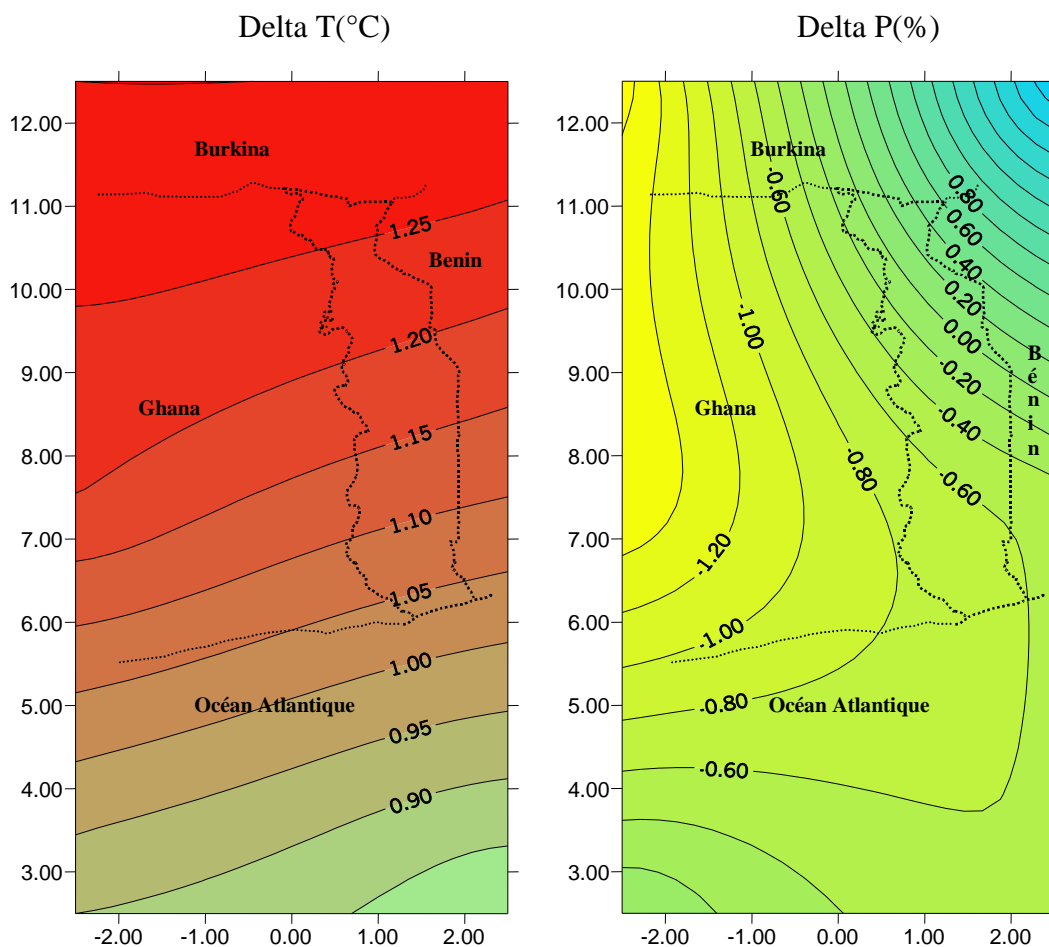 Delta T(°C)
12.00
11.00
10.00
9.00
8.00
7.00
6.00
5.00
4.00
3.00
Burkina
1.25
Benin
1.20
Ghana
1.15
1.10
1.05
1.00
Océan Atlantique
0.95
0.90
-2.00 -1.00 0.00 1.00 2.00
Delta P(%)
12.00
11.00
10.00
9.00
8.00
7.00
6.00
5.00
4.00
3.00
Burkina
-0.60
0.80
0.60
0.40
0.20
0.00
-0.20
-0.40
-0.60
-1.00
B
é
n
i
n
Ghana
-0.80
-1.20
-1.00
-0.80
Océan Atlantique
-0.60
-2.00 -1.00 0.00 1.00 2.00